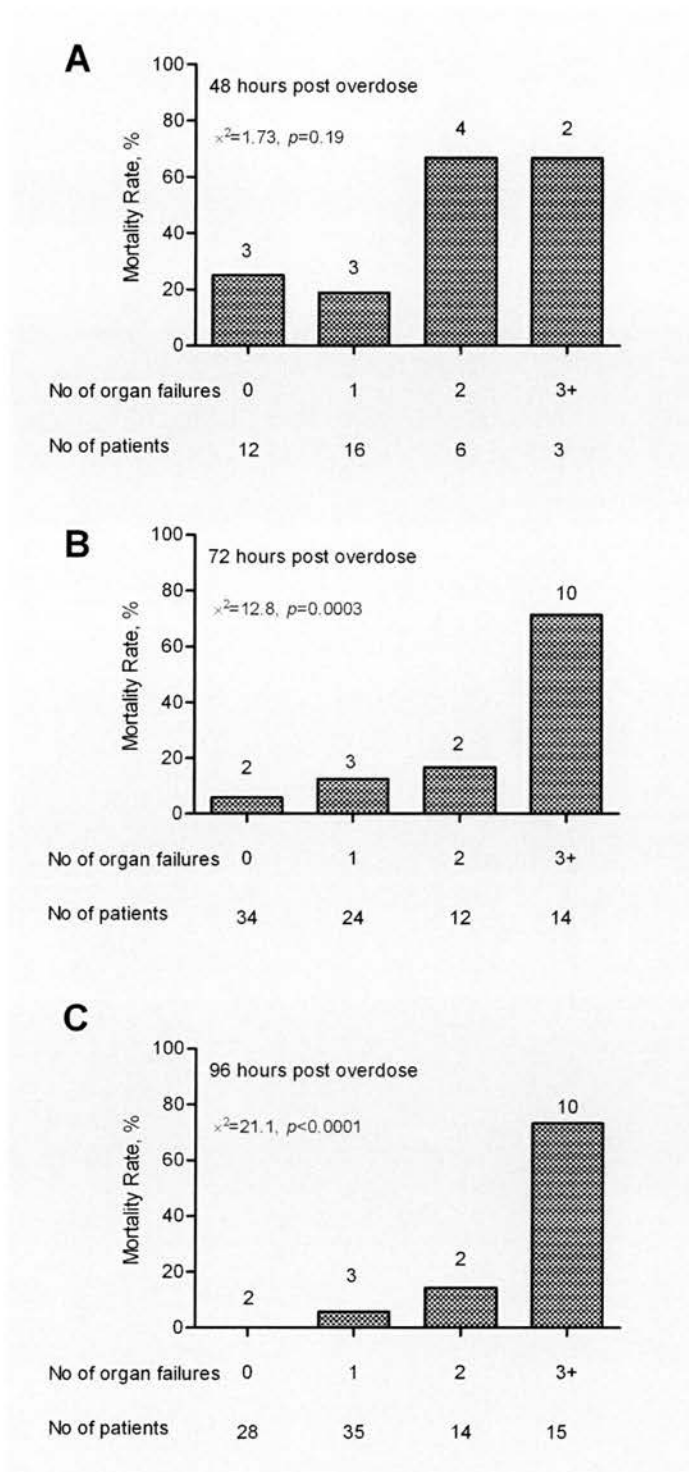 A
48 hours post overdose
×²=1.73, p=0.19
Mortality Rate, %
100
80
60
40
20
0
3
3
4
2
No of organ failures 0 1 2 3+
No of patients 12 16 6 3
B
72 hours post overdose
×²=12.8, p=0.0003
Mortality Rate, %
100
80
60
40
20
0
2
3
2
10
No of organ failures 0 1 2 3+
No of patients 34 24 12 14
C
96 hours post overdose
×²=21.1, p<0.0001
Mortality Rate, %
100
80
60
40
20
0
2
3
2
10
No of organ failures 0 1 2 3+
No of patients 28 35 14 15